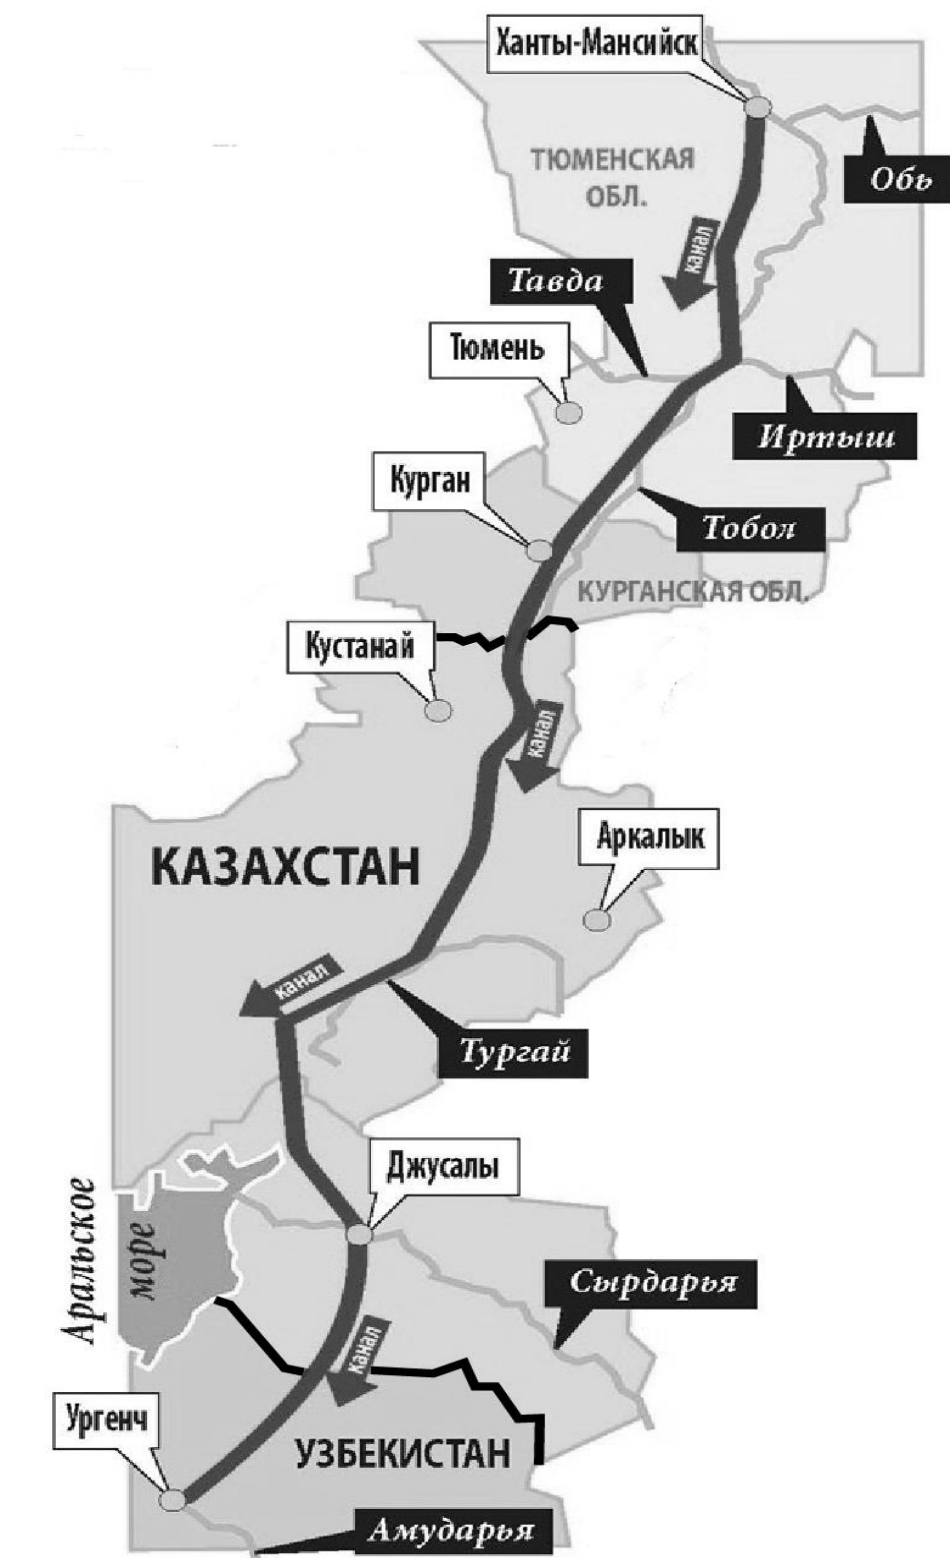 Ханты-Мансийск
ТЮМЕНСКАЯ
ОБЛ.
Обь
канал
Тавда
Тюмень
Иртыш
Курган
Тобол
КУРГАНСКАЯ ОБЛ.
Кустанай
канал
Аркалык
КАЗАХСТАН
канал
Тургай
Джусалы
Аральское
море
Сырдарья
канал
Ургенч
УЗБЕКИСТАН
Амударья